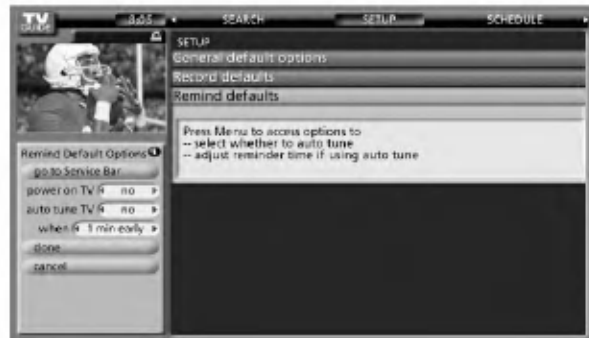 TV GUIDE
8:05
SEARCH SETUP SCHEDULE
SETUP
General default options
Record defaults
Remind defaults
Press Menu to access options to
-- select whether to auto tune
-- adjust reminder time if using auto tune
Remind Default Options
go to Service Bar
power on TV no
auto tune TV no
when 1 min early
done
cancel